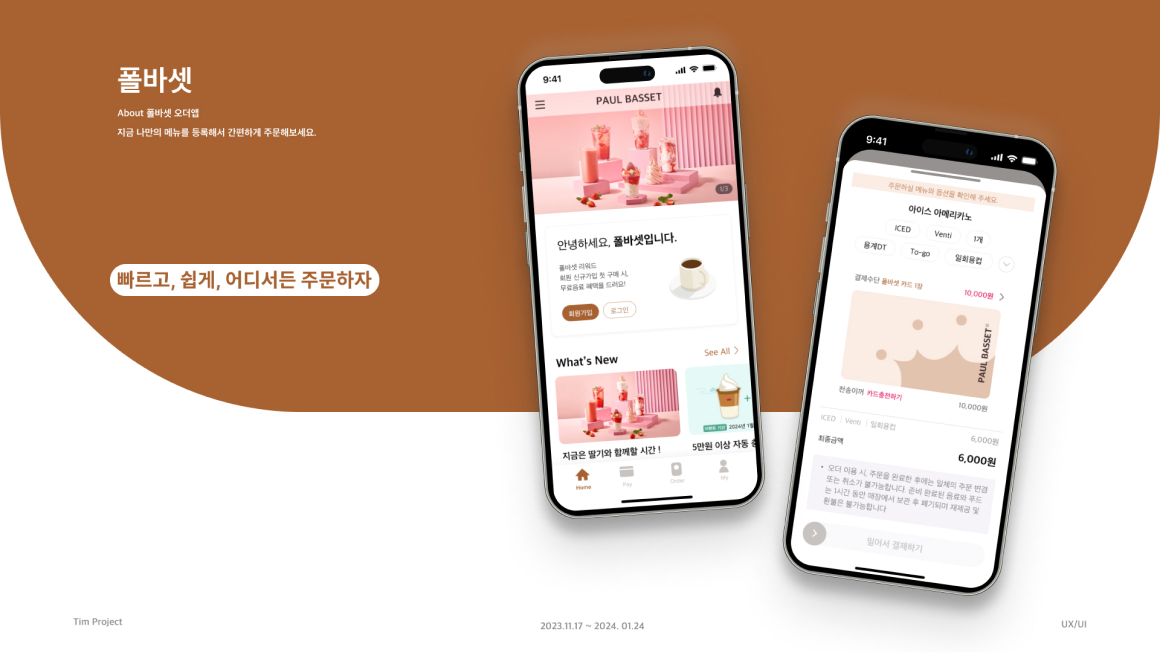 폴바셋
About 폴바셋 오더앱
지금 나만의 메뉴를 등록해서 간편하게 주문해보세요.
빠르고, 쉽게, 어디서든 주문하자
9:41
PAUL BASSET
1/3
안녕하세요, 폴바셋입니다.
폴바셋 리워드
회원 신규가입 첫 구매 시,
무료음료 혜택을 드려요!
회원가입
로그인
What's New
See All
2024년 1월
지금은 딸기와 함께할 시간 !
5만원 이상 자동 충
Home
Pay
Order
My
9:41
주문하실 메뉴와 옵션을 확인해 주세요.
아이스 아메리카노
ICED Venti 1개
용계DT To-go 일회용컵
결제수단 폴바셋 카드 1장
10,000원
PAUL BASSET®
천송이꺼 카드충전하기
10,000원
ICED Venti 일회용컵
6,000원
최종금액
6,000원
• 오더 이용 시, 주문을 완료한 후에는 일체의 주문 변경
또는 취소가 불가능합니다. 준비 완료된 음료와 푸드
는 1시간 동안 매장에서 보관 후 폐기되며 재제공 및
환불은 불가능합니다
밀어서 결제하기
Tim Project
2023.11.17 ~ 2024. 01.24
UX/UI